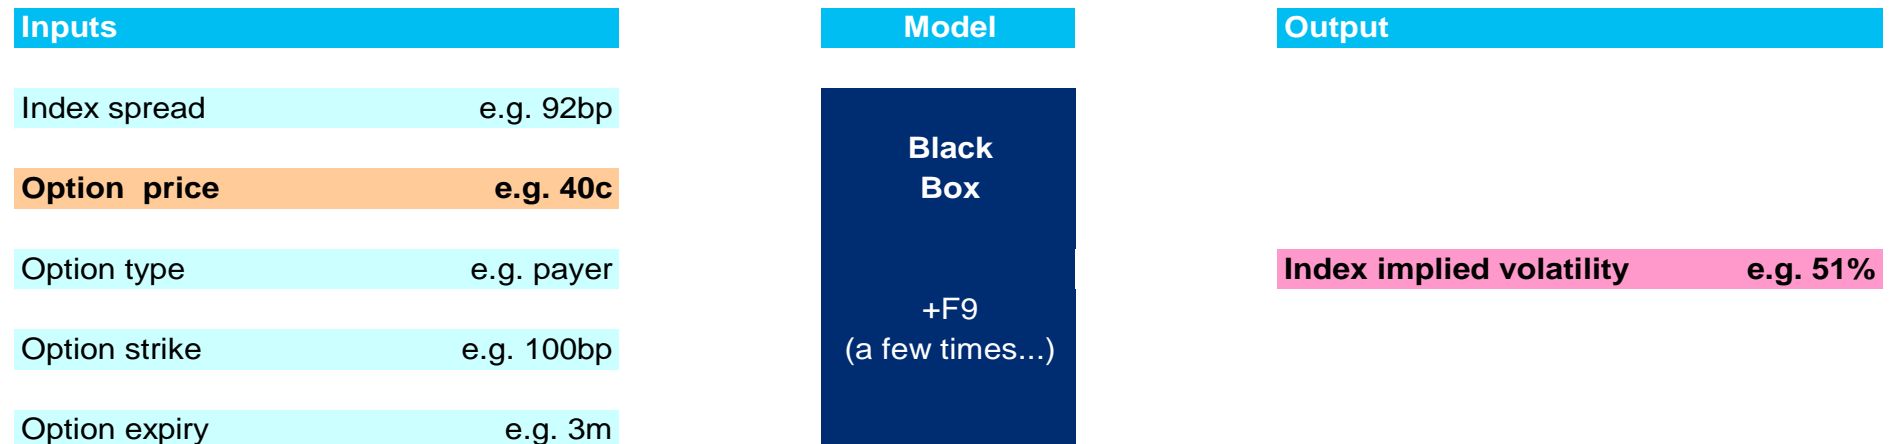 Inputs Model Output
Index spread e.g. 92bp
Black
Option price e.g. 40c Box
Option type e.g. payer Index implied volatility e.g. 51%
+F9
Option strike e.g. 100bp (a few times...)
Option expiry e.g. 3m